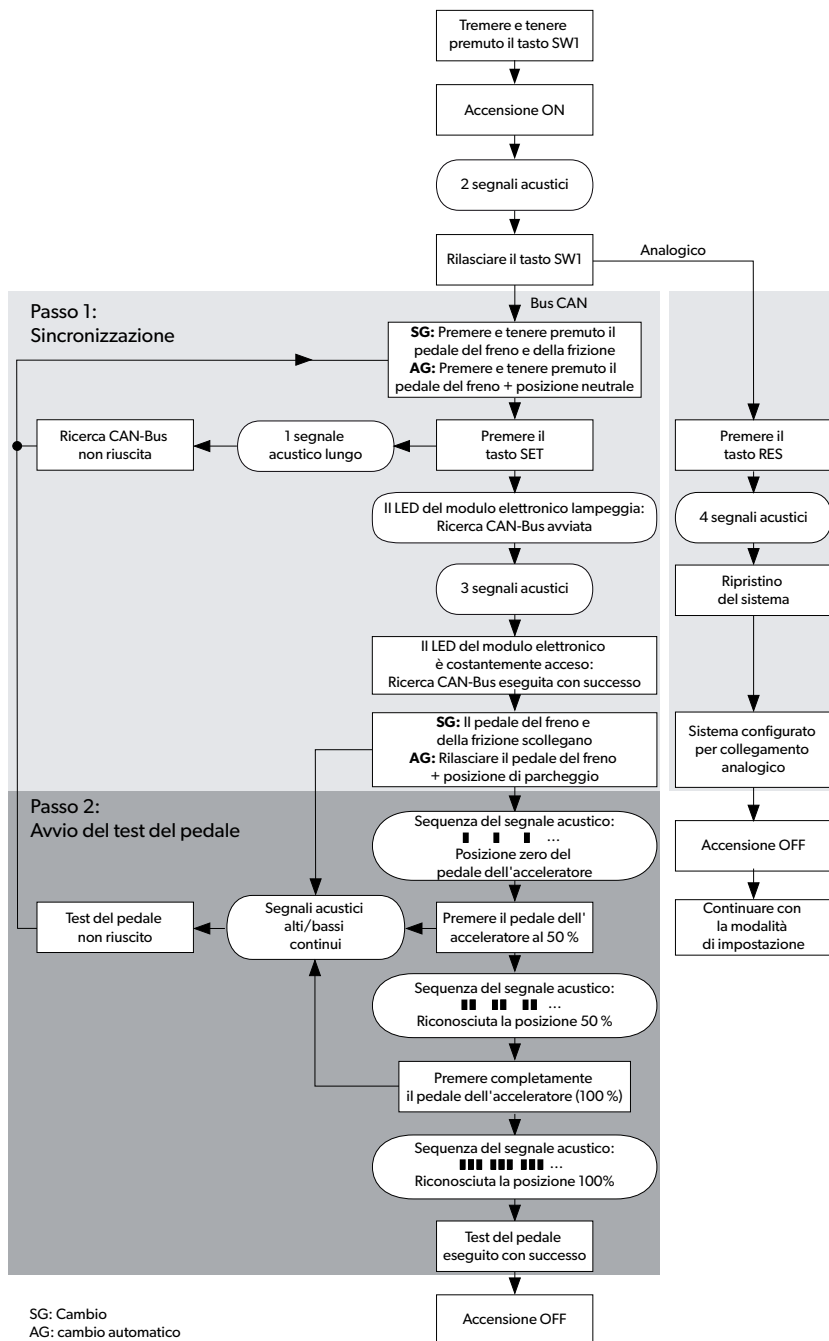 Tremere e tenere
premuto il tasto SW1
Accensione ON
2 segnali acustici
Rilasciare il tasto SW1
Analogico
Bus CAN
Passo 1:
Sincronizzazione
SG: Premere e tenere premuto il
pedale del freno e della frizione
AG: Premere e tenere premuto il
pedale del freno + posizione neutrale
Ricerca CAN-Bus
non riuscita
1 segnale
acustico lungo
Premere il
tasto SET
Il LED del modulo elettronico lampeggia:
Ricerca CAN-Bus avviata
3 segnali acustici
Il LED del modulo elettronico
è costantemente acceso:
Ricerca CAN-Bus eseguita con successo
SG: Il pedale del freno e
della frizione scollegano
AG: Rilasciare il pedale del freno
+ posizione di parcheggio
Premere il
tasto RES
4 segnali acustici
Ripristino
del sistema
Sistema configurato
per collegamento
analogico
Accensione OFF
Continuare con
la modalità
di impostazione
Passo 2:
Avvio del test del pedale
Sequenza del segnale acustico:
...
Posizione zero del
pedale dell'acceleratore
Test del pedale
non riuscito
Segnali acustici
alti/bassi
continui
Premere il pedale dell'
acceleratore al 50 %
Sequenza del segnale acustico:
...
Riconosciuta la posizione 50 %
Premere completamente
il pedale dell'acceleratore (100 %)
Sequenza del segnale acustico:
...
Riconosciuta la posizione 100%
Test del pedale
eseguito con successo
Accensione OFF
SG: Cambio
AG: cambio automatico